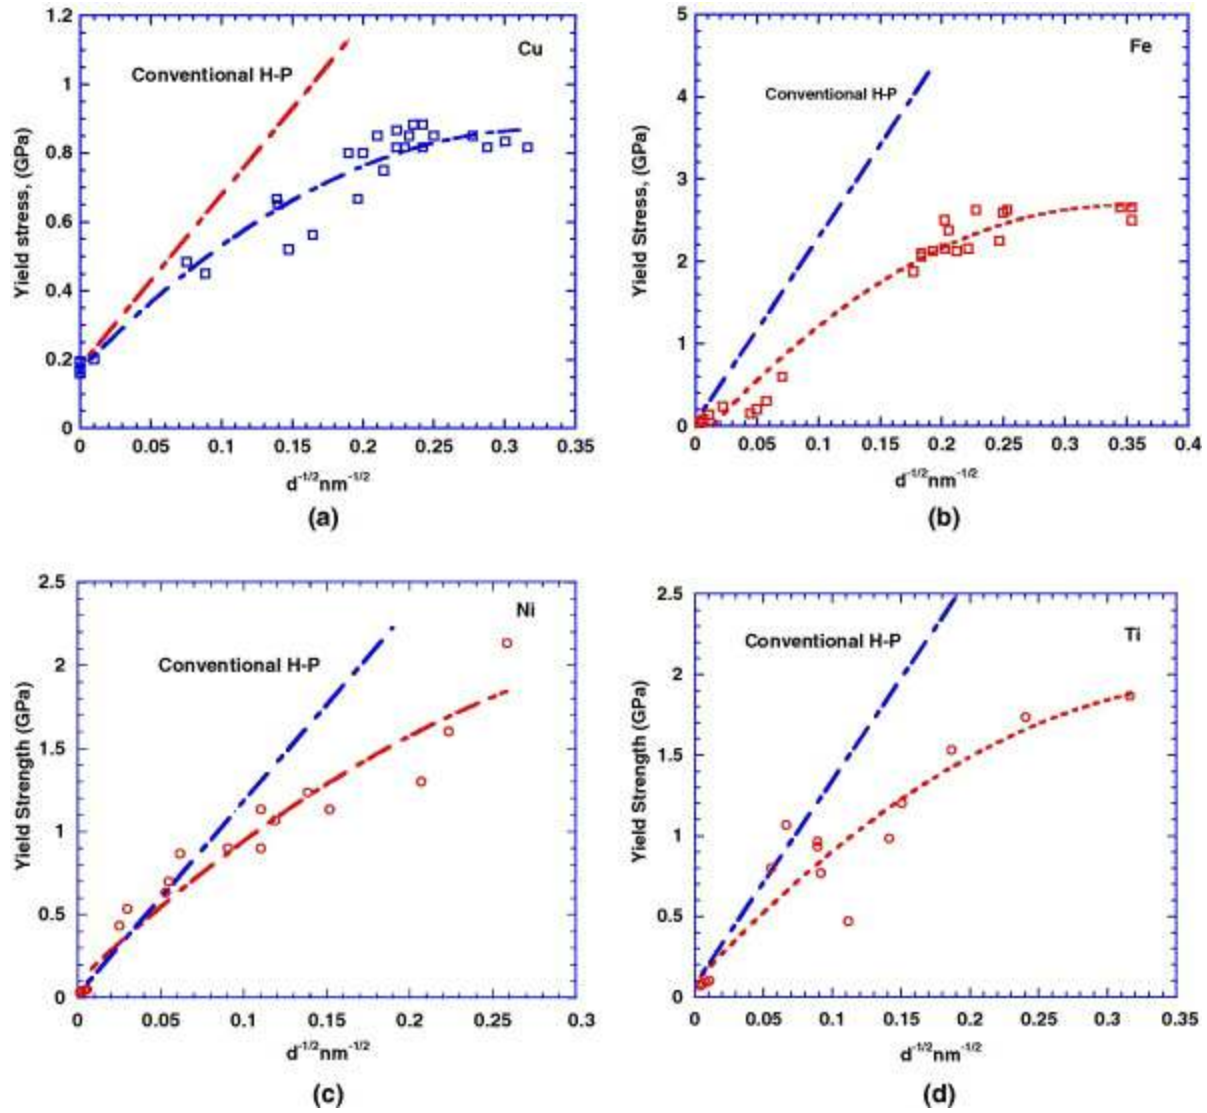 1.2
1
0.8
0.6
0.4
0.2
0
Yield stress, (GPa)
Cu
Conventional H-P
0 0.05 0.1 0.15 0.2 0.25 0.3 0.35
d-1/2nm-1/2
(a)
5
4
3
2
1
0
Yield Stress, (GPa)
Fe
Conventional H-P
0 0.05 0.1 0.15 0.2 0.25 0.3 0.35 0.4
d-1/2nm-1/2
(b)
2.5
2
1.5
1
0.5
0
Yield Strength (GPa)
Ni
Conventional H-P
0 0.05 0.1 0.15 0.2 0.25 0.3
d-1/2nm-1/2
(c)
2.5
2
1.5
1
0.5
0
Yield Strength (GPa)
Ti
Conventional H-P
0 0.05 0.1 0.15 0.2 0.25 0.3 0.35
d-1/2nm-1/2
(d)